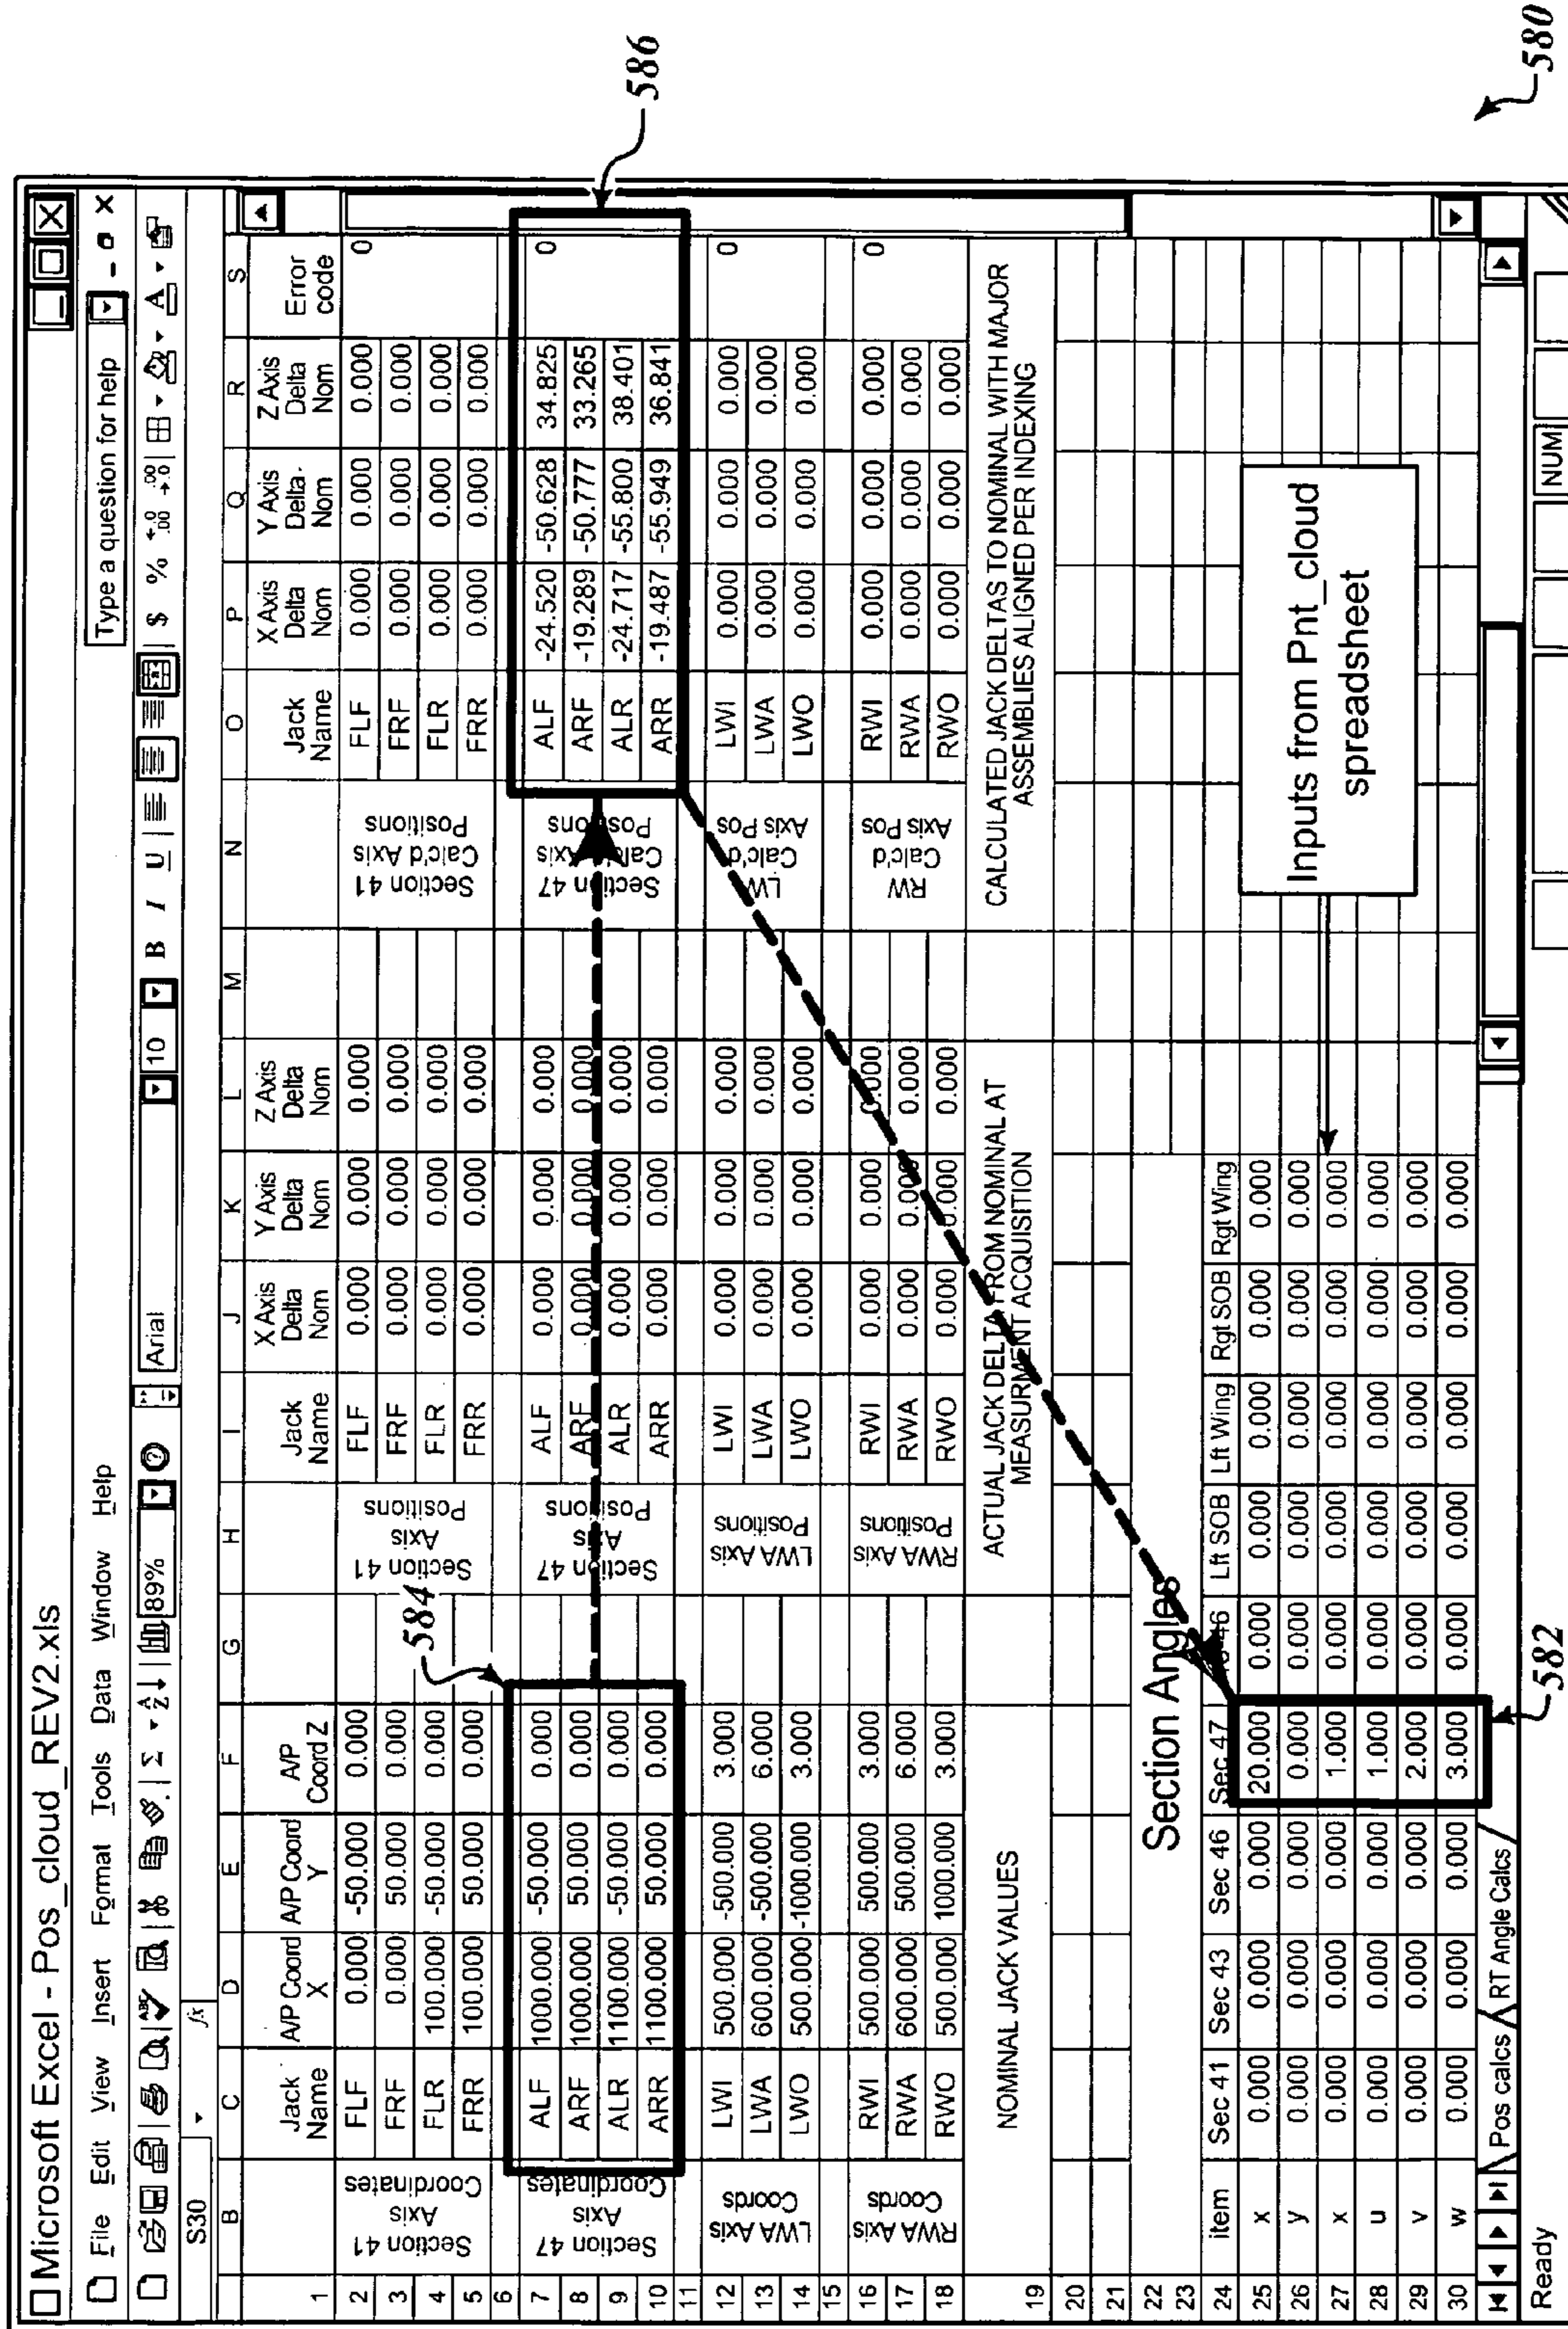 Microsoft Excel - Pos_cloud_REV2.xls
File Edit View Insert Format Tools Data Window Help
Type a question for help
89%
Arial
10
B I U
$ % +.0 .00 .00 +.0
A
S30
fx
B C D E F G H I J K L M N O P Q R S
1 Jack Name A/P Coord X A/P Coord Y A/P Coord Z Jack Name X Axis Delta Nom Y Axis Delta Nom Z Axis Delta Nom Jack Name X Axis Delta Nom Y Axis Delta Nom Z Axis Delta Nom Error code
Section 41 Axis Coordinates
Section 41 Axis Positions
Section 41 Calc'd Axis Positions
2 FLF 0.000 -50.000 0.000 FLF 0.000 0.000 0.000 FLF 0.000 0.000 0.000 0
3 FRF 0.000 50.000 0.000 FRF 0.000 0.000 0.000 FRF 0.000 0.000 0.000
4 FLR 100.000 -50.000 0.000 FLR 0.000 0.000 0.000 FLR 0.000 0.000 0.000
5 FRR 100.000 50.000 0.000 FRR 0.000 0.000 0.000 FRR 0.000 0.000 0.000
6
584
586
Section 47 Axis Coordinates
Section 47 Axis Positions
Section 47 Calc'd Axis Positions
7 ALF 1000.000 -50.000 0.000 ALF 0.000 0.000 0.000 ALF -24.520 -50.628 34.825 0
8 ARF 1000.000 50.000 0.000 ARF 0.000 0.000 0.000 ARF -19.289 -50.777 33.265
9 ALR 1100.000 -50.000 0.000 ALR 0.000 0.000 0.000 ALR -24.717 -55.800 38.401
10 ARR 1100.000 50.000 0.000 ARR 0.000 0.000 0.000 ARR -19.487 -55.949 36.841
11
LWA Axis Coords
LWA Axis Positions
LW Calc'd Axis Pos
12 LWI 500.000 -500.000 3.000 LWI 0.000 0.000 0.000 LWI 0.000 0.000 0.000 0
13 LWA 600.000 -500.000 6.000 LWA 0.000 0.000 0.000 LWA 0.000 0.000 0.000
14 LWO 500.000 -1000.000 3.000 LWO 0.000 0.000 0.000 LWO 0.000 0.000 0.000
15
RWA Axis Coords
RWA Axis Positions
RW Calc'd Axis Pos
16 RWI 500.000 500.000 3.000 RWI 0.000 0.000 0.000 RWI 0.000 0.000 0.000 0
17 RWA 600.000 500.000 6.000 RWA 0.000 0.000 0.000 RWA 0.000 0.000 0.000
18 RWO 500.000 1000.000 3.000 RWO 0.000 0.000 0.000 RWO 0.000 0.000 0.000
19 NOMINAL JACK VALUES
ACTUAL JACK DELTA FROM NOMINAL AT
MEASURMENT ACQUISITION
CALCULATED JACK DELTAS TO NOMINAL WITH MAJOR
ASSEMBLIES ALIGNED PER INDEXING
20
21
22
Section Angles
23
24 item Sec 41 Sec 43 Sec 46 Sec 47 46 Lft SOB Lft Wing Rgt SOB Rgt Wing
25 x 0.000 0.000 0.000 20.000 0.000 0.000 0.000 0.000 0.000
26 y 0.000 0.000 0.000 0.000 0.000 0.000 0.000 0.000 0.000
27 x 0.000 0.000 0.000 1.000 0.000 0.000 0.000 0.000 0.000
28 u 0.000 0.000 0.000 1.000 0.000 0.000 0.000 0.000 0.000
29 v 0.000 0.000 0.000 2.000 0.000 0.000 0.000 0.000 0.000
30 w 0.000 0.000 0.000 3.000 0.000 0.000 0.000 0.000 0.000
Inputs from Pnt_cloud
spreadsheet
Pos calcs RT Angle Calcs
Ready
NUM
582
580